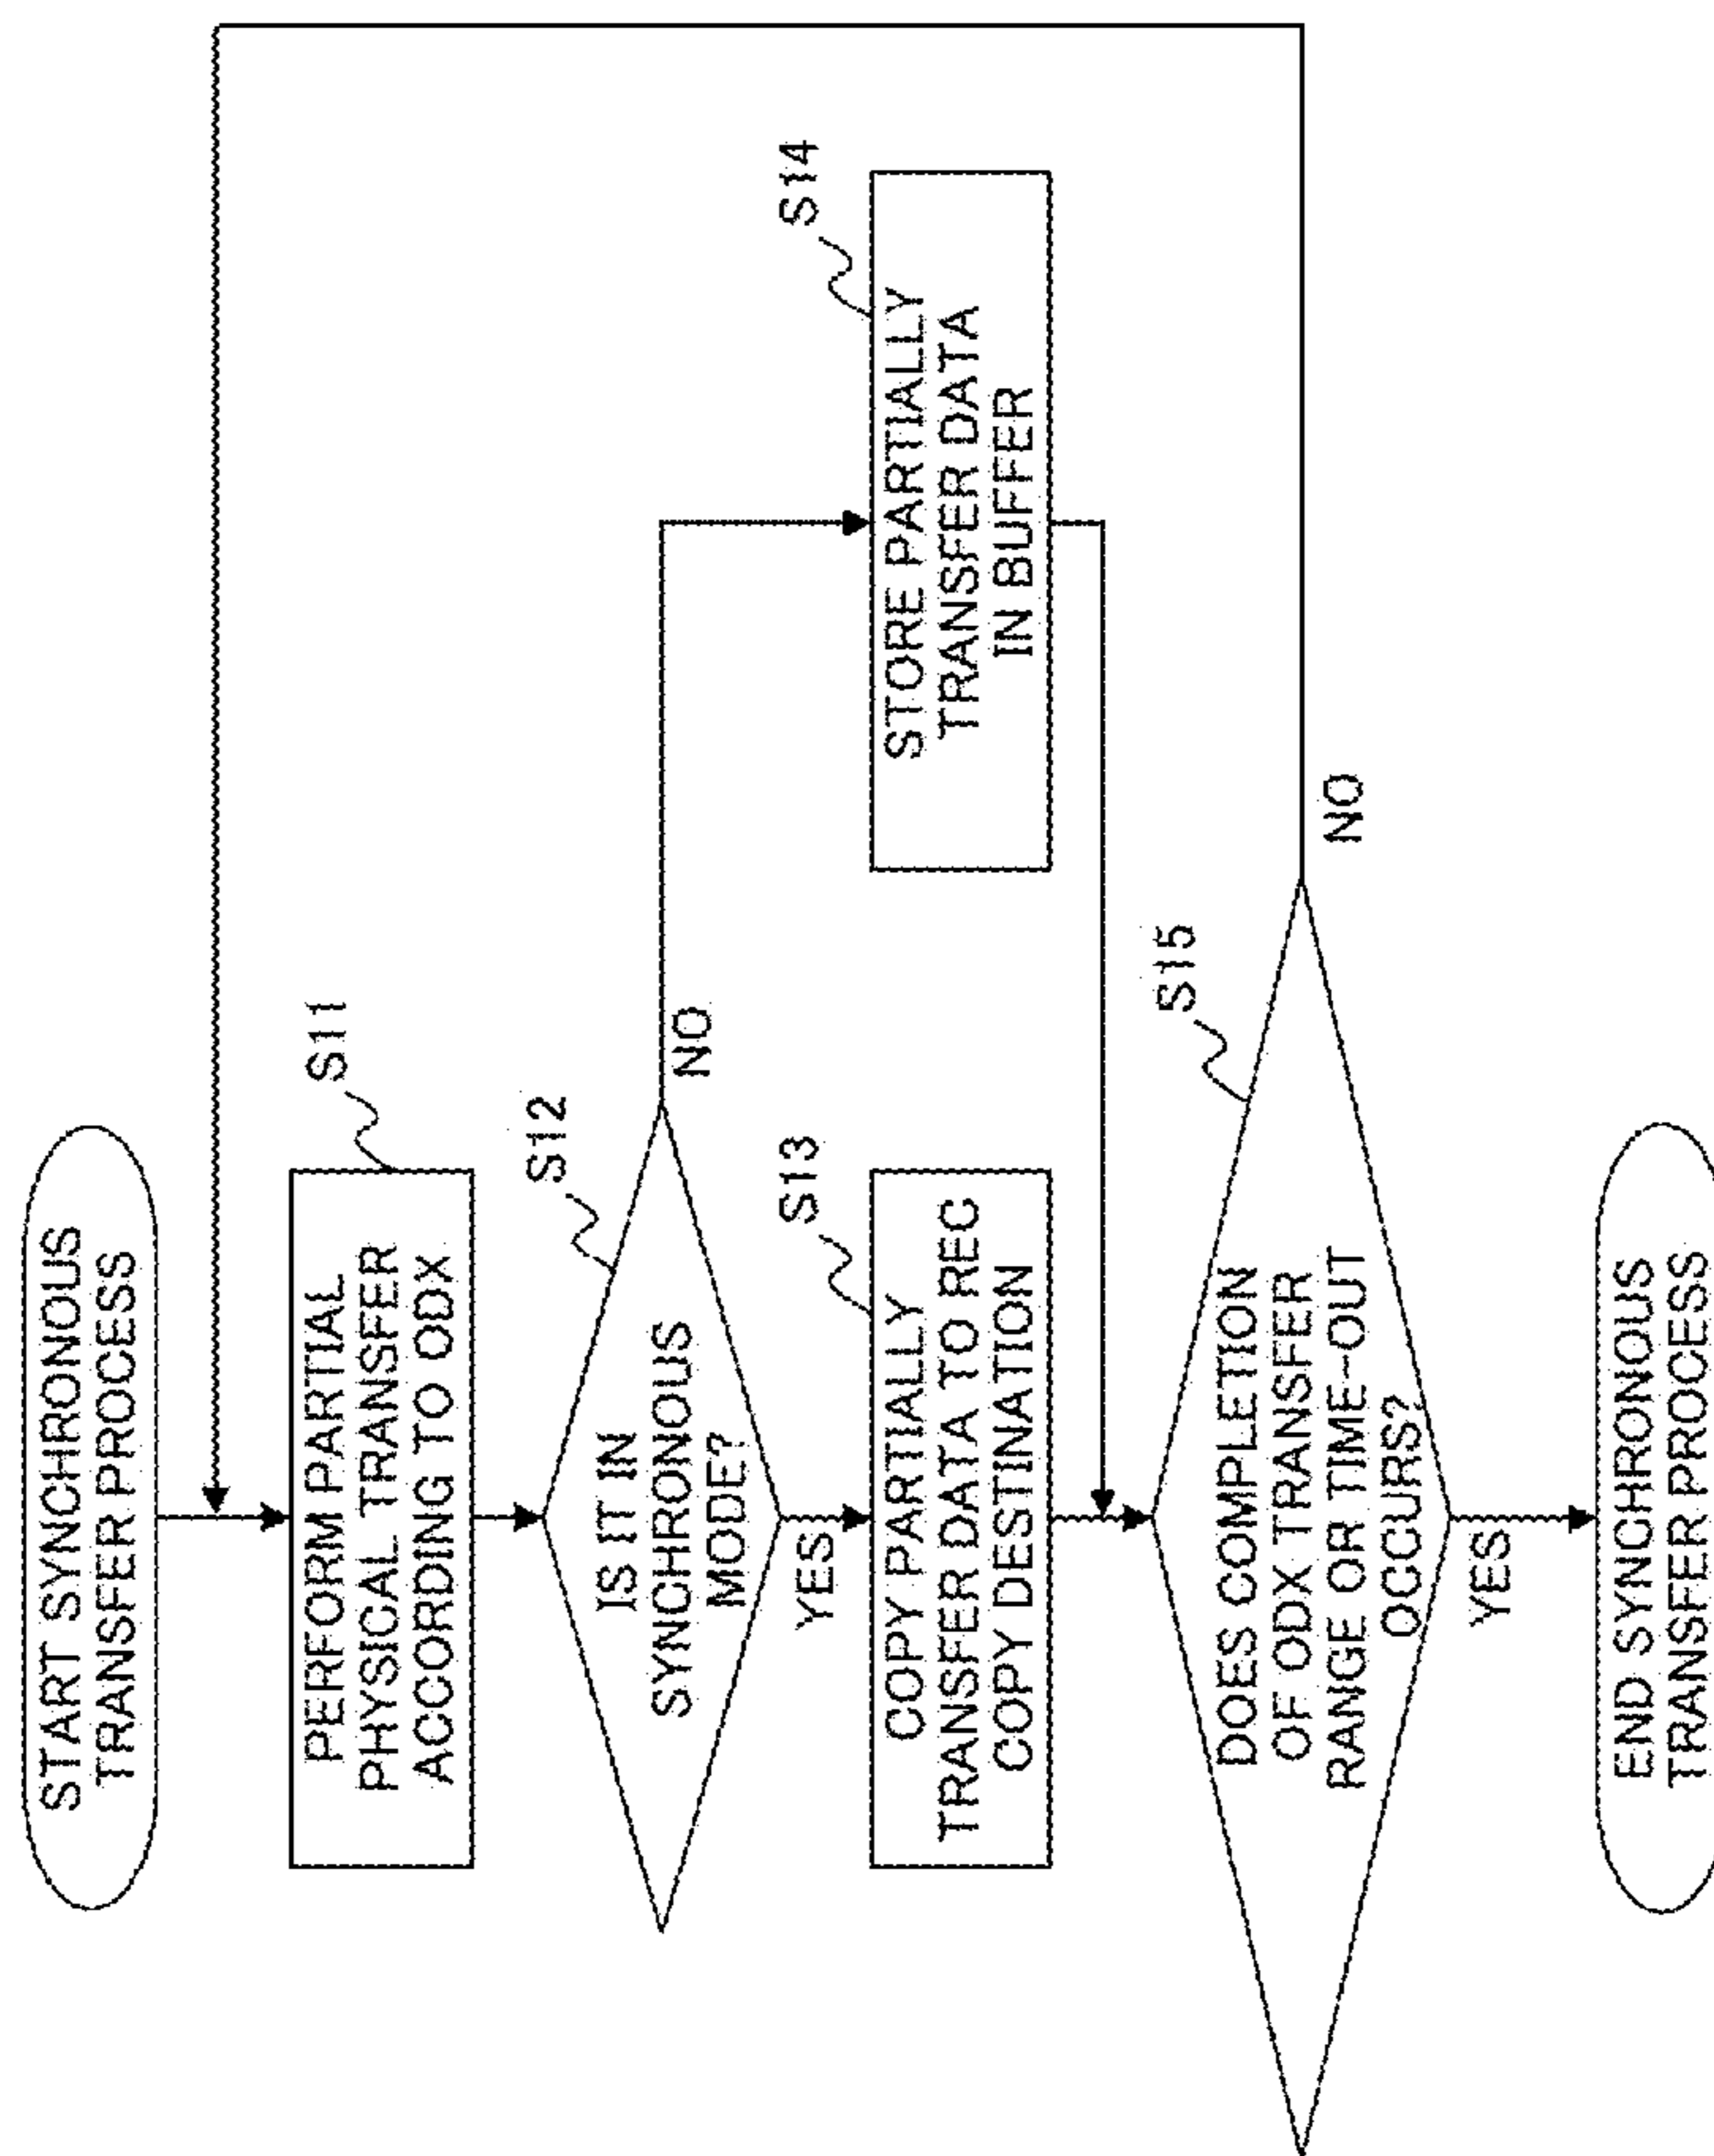 START SYNCHRONOUS
TRANSFER PROCESS
S11
PERFORM PARTIAL
PHYSICAL TRANSFER
ACCORDING TO ODX
S12
IS IT IN
SYNCHRONOUS
MODE?
NO
YES
S13
COPY PARTIALLY
TRANSFER DATA TO REC
COPY DESTINATION
S14
STORE PARTIALLY
TRANSFER DATA
IN BUFFER
S15
DOES COMPLETION
OF ODX TRANSFER
RANGE OR TIME-OUT
OCCURS?
NO
YES
END SYNCHRONOUS
TRANSFER PROCESS